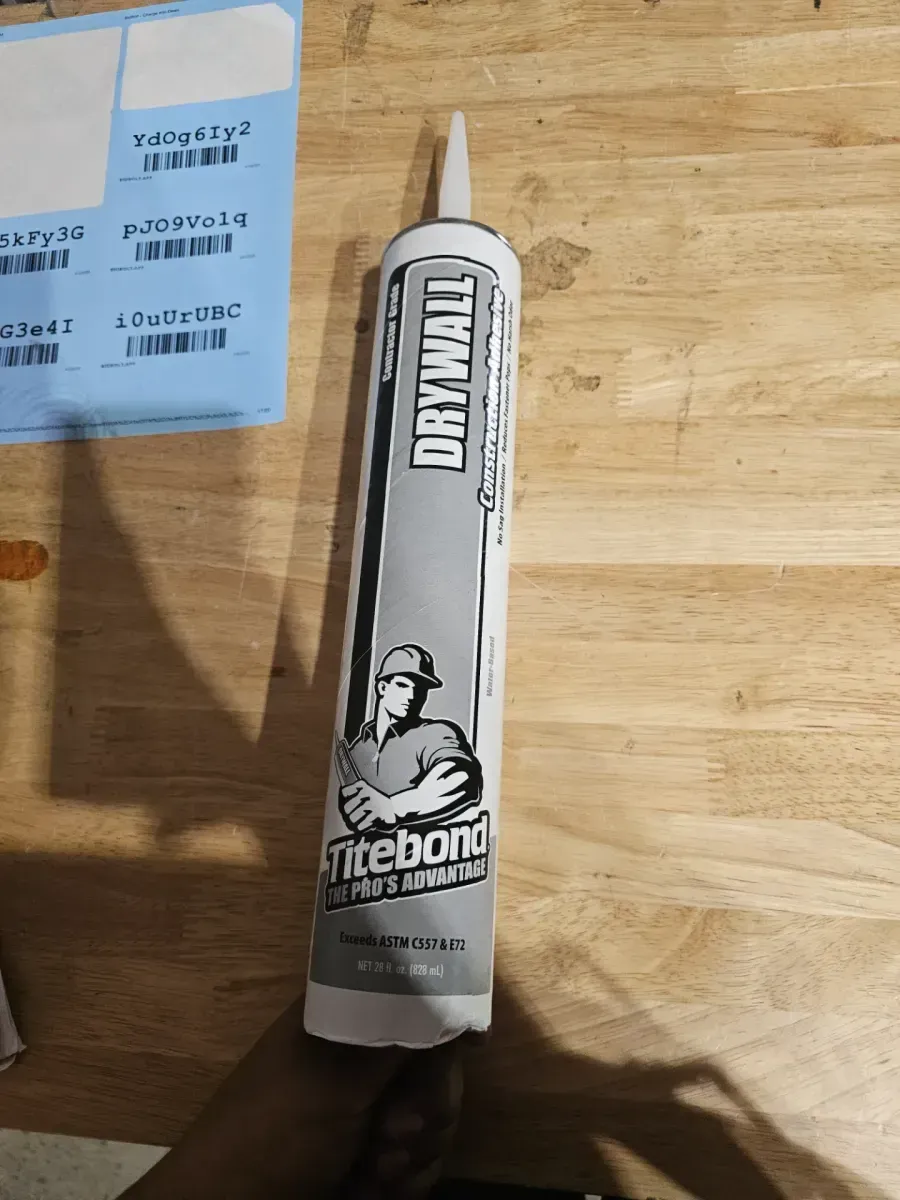 YdOg6Iy2
5kFy3G
pJO9Vo1q
G3e4I
i0uUrUBC
Contractor Grade
DRYWALL
Construction Adhesive
No Sag Installation / Reduces Fastener Pops / No Harsh Odor
Water-Based
Titebond
THE PRO'S ADVANTAGE
Exceeds ASTM C557 & E72
NET 28 fl. oz. (828 mL)